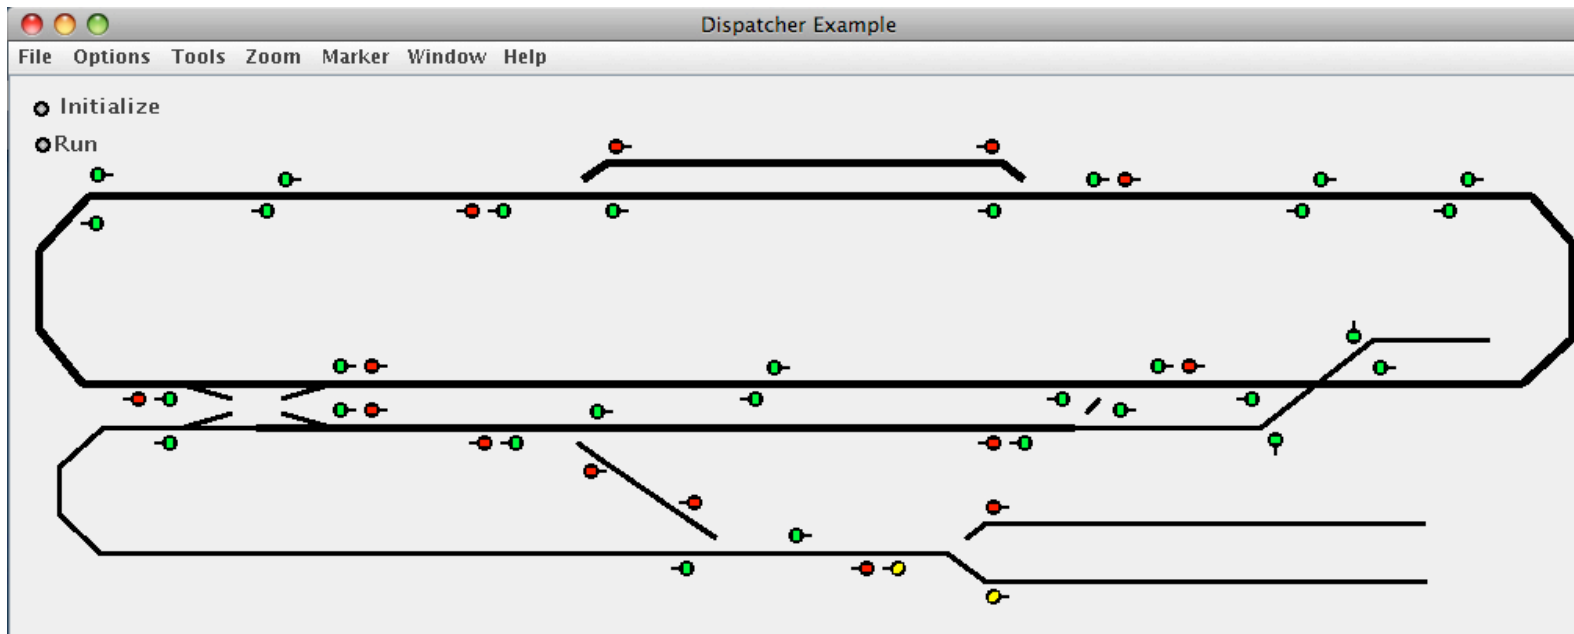 Dispatcher Example
File Options Tools Zoom Marker Window Help
Initialize
Run